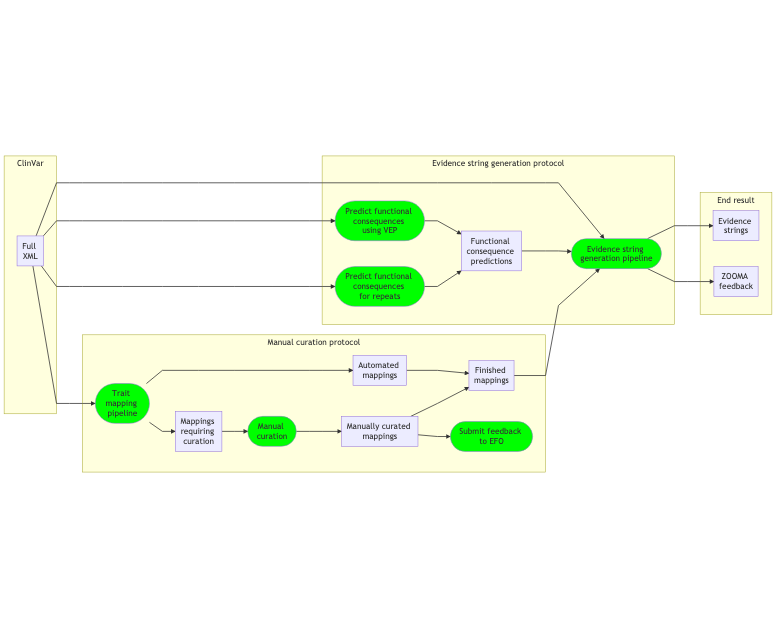 ClinVar
Full
XML
Evidence string generation protocol
Predict functional
consequences
using VEP
Predict functional
consequences
for repeats
Functional
consequence
predictions
Evidence string
generation pipeline
End result
Evidence
strings
ZOOMA
feedback
Manual curation protocol
Trait
mapping
pipeline
Mappings
requiring
curation
Manual
curation
Automated
mappings
Manually curated
mappings
Finished
mappings
Submit feedback
to EFO